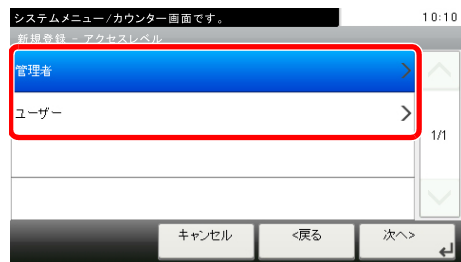 システムメニュー/カウンター画面です。 10:10
新規登録 - アクセスレベル
管理者
ユーザー
1/1
キャンセル <戻る 次へ>